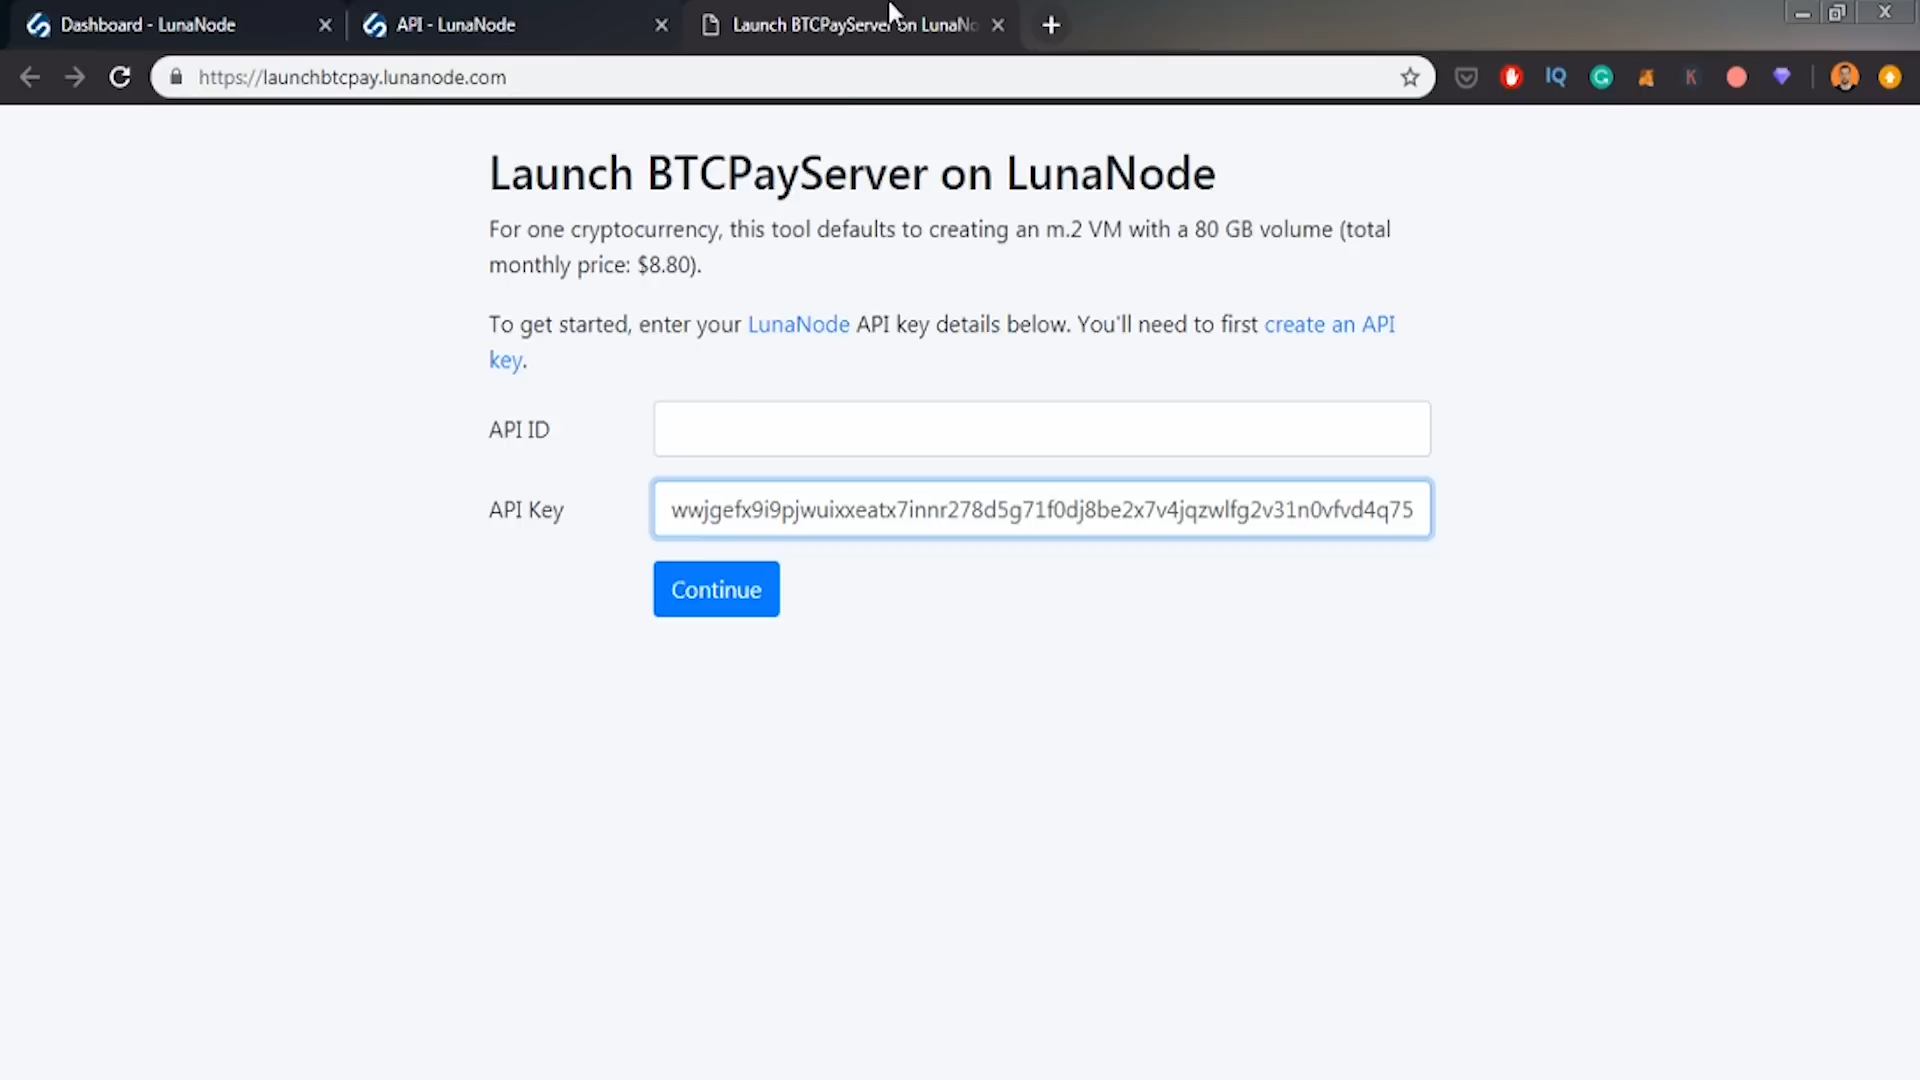 Dashboard - LunaNode
API - LunaNode
Launch BTCPayServer on LunaNo
https://launchbtcpay.lunanode.com
IQ
K
Launch BTCPayServer on LunaNode
For one cryptocurrency, this tool defaults to creating an m.2 VM with a 80 GB volume (total
monthly price: $8.80).
To get started, enter your LunaNode API key details below. You'll need to first create an API
key.
API ID
API Key
wwjgefx9i9pjwuixxeatx7innr278d5g71f0dj8be2x7v4jqzwlfg2v31n0vfvd4q75
Continue